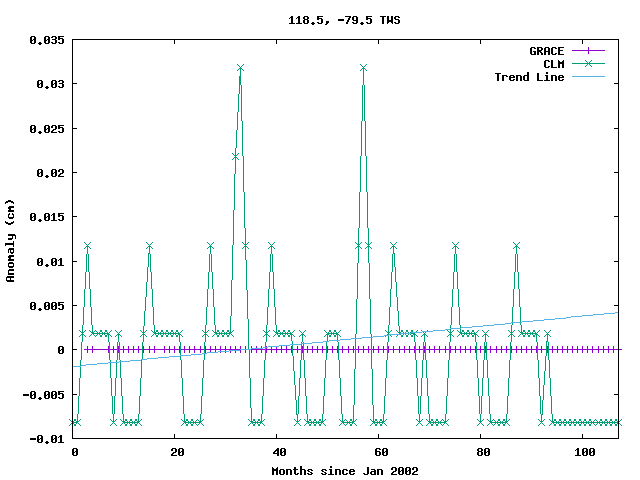 118.5, -79.5 TWS
GRACE
CLM
Trend Line
0.035
0.03
0.025
0.02
0.015
0.01
0.005
0
-0.005
-0.01
Anomaly (cm)
0 20 40 60 80 100
Months since Jan 2002